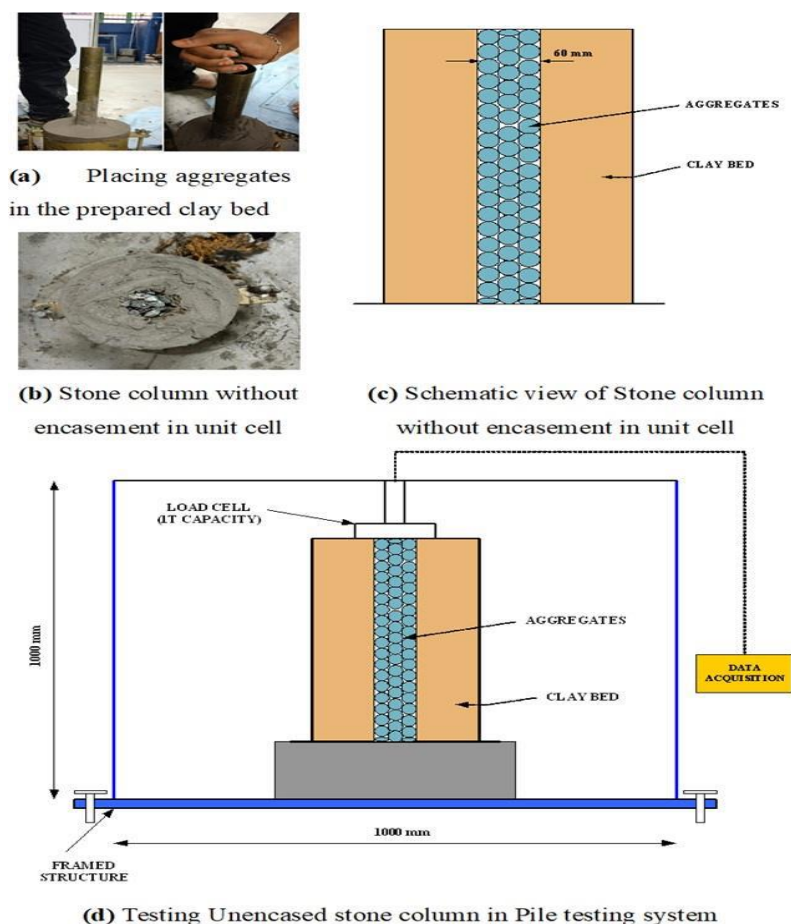 (a) Placing aggregates
in the prepared clay bed
(b) Stone column without
encasement in unit cell
60 mm
AGGREGATES
CLAY BED
(c) Schematic view of Stone column
without encasement in unit cell
LOAD CELL
(1T CAPACITY)
1000 mm
AGGREGATES
CLAY BED
DATA
ACQUISITION
1000 mm
FRAMED
STRUCTURE
(d) Testing Unencased stone column in Pile testing system